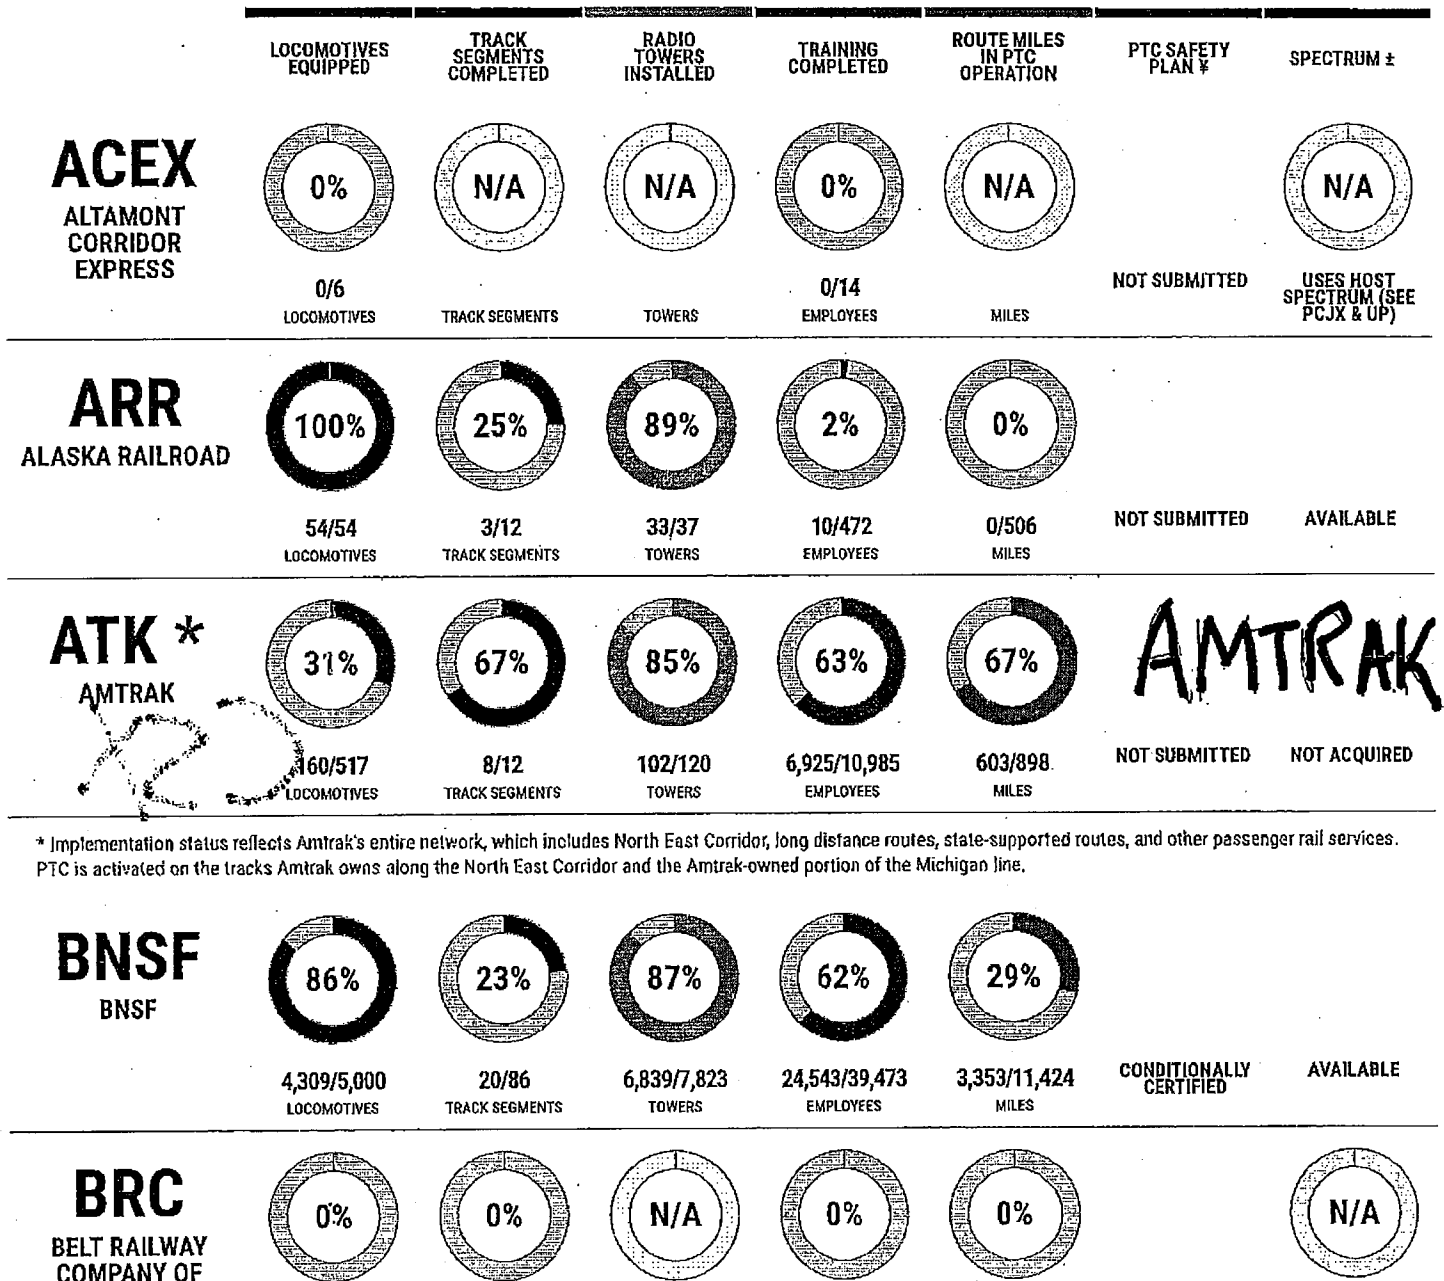 LOCOMOTIVES
EQUIPPED
TRACK
SEGMENTS
COMPLETED
RADIO
TOWERS
INSTALLED
TRAINING
COMPLETED
ROUTE MILES
IN PTC
OPERATION
PTC SAFETY
PLAN ¥
SPECTRUM ±
ACEX
ALTAMONT
CORRIDOR
EXPRESS
0%
N/A
N/A
0%
N/A
N/A
0/6
LOCOMOTIVES
TRACK SEGMENTS
TOWERS
0/14
EMPLOYEES
MILES
NOT SUBMITTED
USES HOST
SPECTRUM (SEE
PCJX & UP)
ARR
ALASKA RAILROAD
100%
25%
89%
2%
0%
54/54
LOCOMOTIVES
3/12
TRACK SEGMENTS
33/37
TOWERS
10/472
EMPLOYEES
0/506
MILES
NOT SUBMITTED
AVAILABLE
ATK *
AMTRAK
31%
67%
85%
63%
67%
AMTRAK
160/517
LOCOMOTIVES
8/12
TRACK SEGMENTS
102/120
TOWERS
6,925/10,985
EMPLOYEES
603/898
MILES
NOT SUBMITTED
NOT ACQUIRED
* Implementation status reflects Amtrak's entire network, which includes North East Corridor, long distance routes, state-supported routes, and other passenger rail services.
PTC is activated on the tracks Amtrak owns along the North East Corridor and the Amtrak-owned portion of the Michigan line.
BNSF
BNSF
86%
23%
87%
62%
29%
4,309/5,000
LOCOMOTIVES
20/86
TRACK SEGMENTS
6,839/7,823
TOWERS
24,543/39,473
EMPLOYEES
3,353/11,424
MILES
CONDITIONALLY
CERTIFIED
AVAILABLE
BRC
BELT RAILWAY
COMPANY OF
0%
0%
N/A
0%
0%
N/A